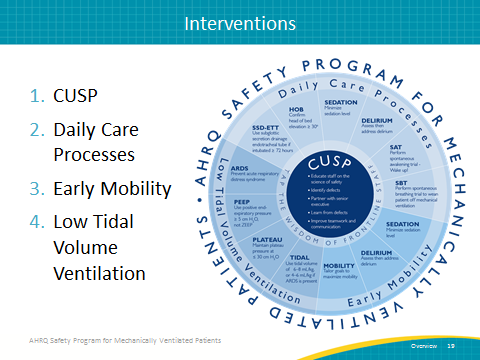 Interventions
1. CUSP
2. Daily Care
Processes
3. Early Mobility
4. Low Tidal
Volume
Ventilation
AHRQ SAFETY PROGRAM FOR MECHANICALLY VENTILATED PATIENTS •
Daily Care Processes
HOB
Confirm
head of bed
elevation ≥ 30°
SEDATION
Minimize
sedation level
DELIRIUM
Assess then
address delirium
SAT
Perform
spontaneous
awakening trial -
Wake up!
SBT
Perform spontaneous
breathing trial to wean
patient off mechanical
ventilation
SSD-ETT
Use subglottic
secretion drainage
endotracheal tube if
intubated ≥ 72 hours
Early Mobility
SEDATION
Minimize sedation
level
DELIRIUM
Assess then address
delirium
MOBILITY
Tailor goals to
maximize mobility
Low Tidal Volume Ventilation
ARDS
Prevent acute respiratory
distress syndrome
PEEP
Use positive end-
expiratory pressure
≥ 5 cm H₂O,
not ZEEP
PLATEAU
Maintain plateau
pressure at
≤ 30 cm H₂O
TIDAL
Use tidal volume
of 6–8 mL/kg,
or 4–6 mL/kg if
ARDS is present
CUSP
• Educate staff on the
science of safety
• Identify defects
• Partner with senior
executive
• Learn from defects
• Improve teamwork and
communication
TAP THE WISDOM OF FRONTLINE STAFF
AHRQ Safety Program for Mechanically Ventilated Patients
Overview 19